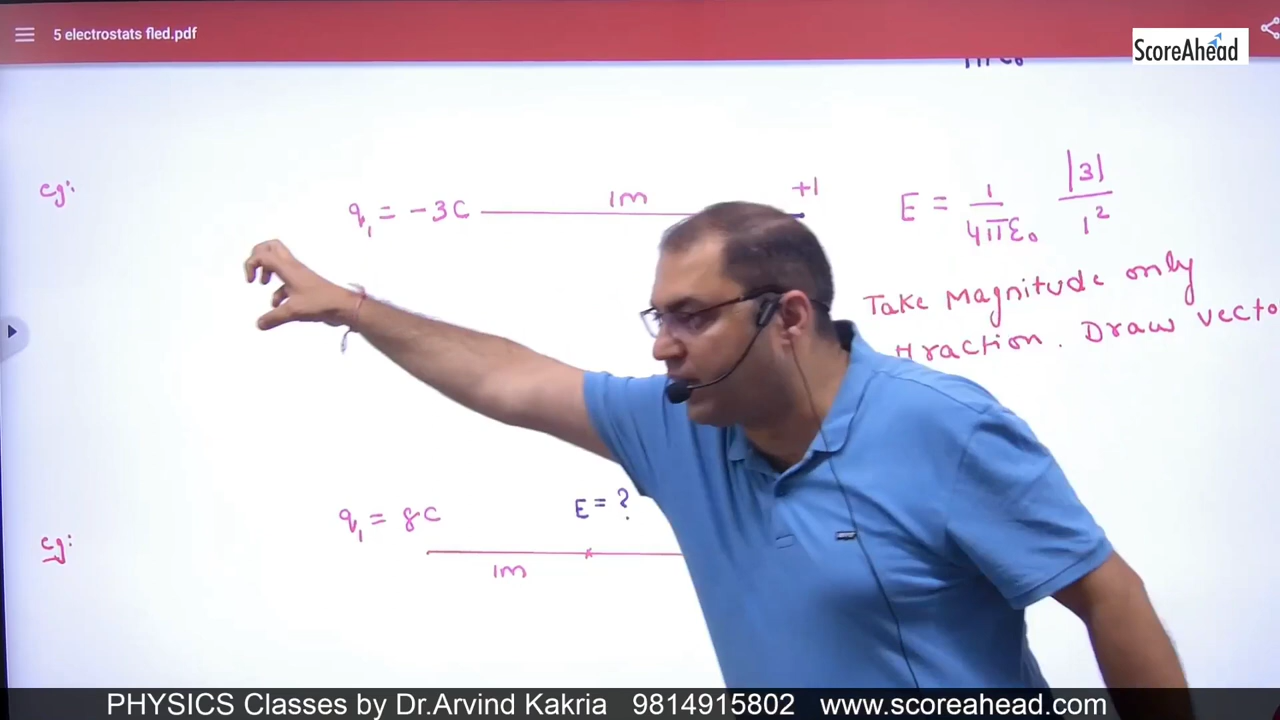 5 electrostats fled.pdf
ScoreAhead
eg:
q₁ = -3C
1m
+1
E = 1/4πε₀ |3|/1²
Take Magnitude only
Draw vecto
q₁ = 8C
E = ?
eg:
1m
PHYSICS Classes by Dr.Arvind Kakria 9814915802 www.scoreahead.com